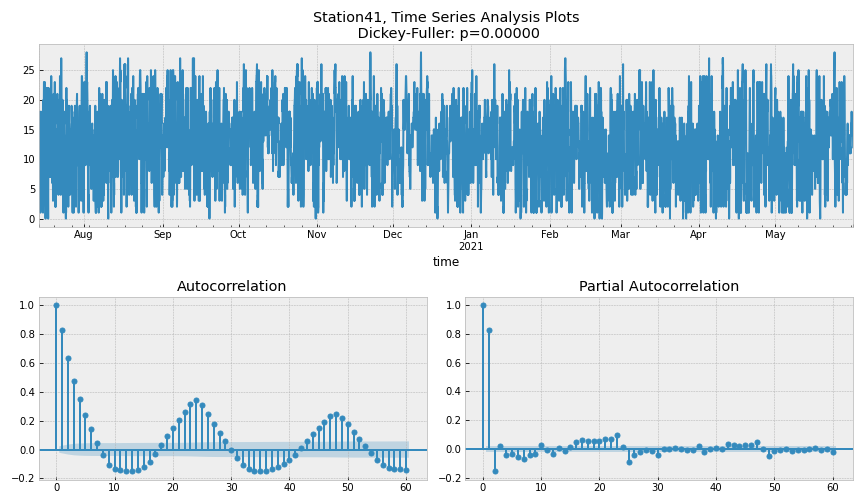 Station41, Time Series Analysis Plots
Dickey-Fuller: p=0.00000
25
20
15
10
5
0
Aug Sep Oct Nov Dec Jan Feb Mar Apr May
2021
time
Autocorrelation Partial Autocorrelation
1.0 1.0
0.8 0.8
0.6 0.6
0.4 0.4
0.2 0.2
0.0 0.0
−0.2 −0.2
0 10 20 30 40 50 60 0 10 20 30 40 50 60